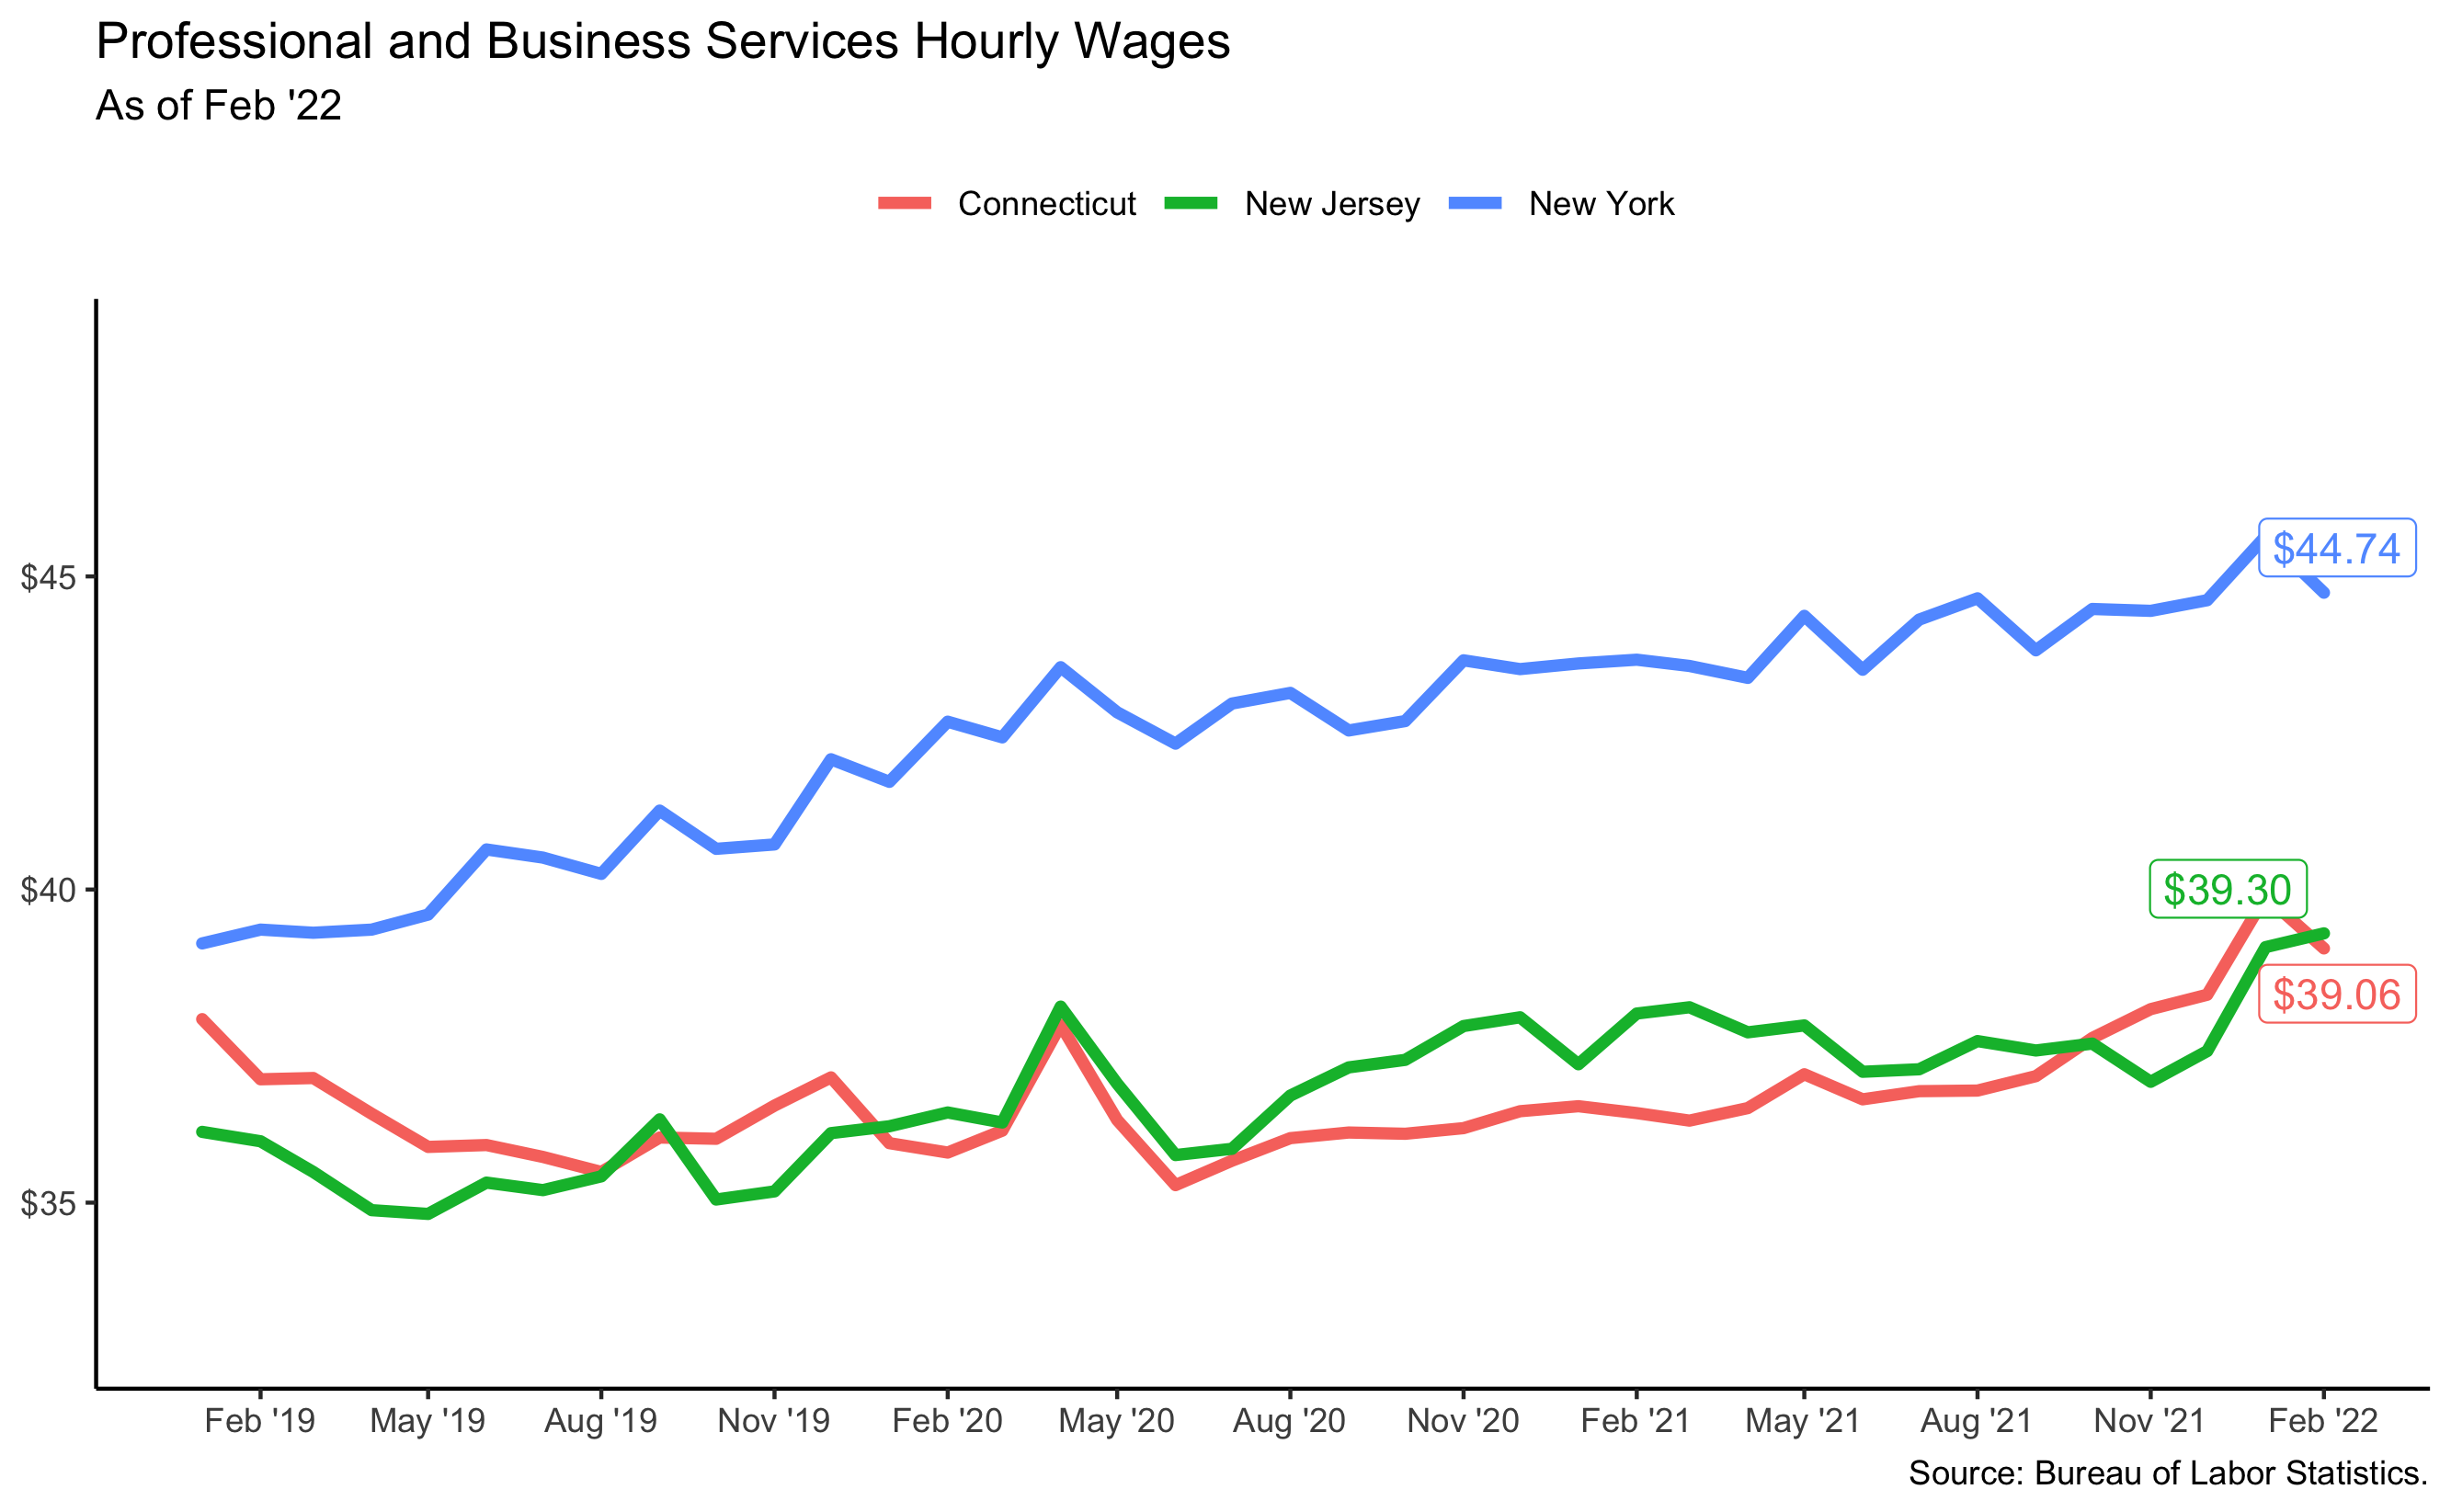 Professional and Business Services Hourly Wages
As of Feb '22
Connecticut New Jersey New York
$45
$40
$35
$44.74
$39.30
$39.06
Feb '19 May '19 Aug '19 Nov '19 Feb '20 May '20 Aug '20 Nov '20 Feb '21 May '21 Aug '21 Nov '21 Feb '22
Source: Bureau of Labor Statistics.